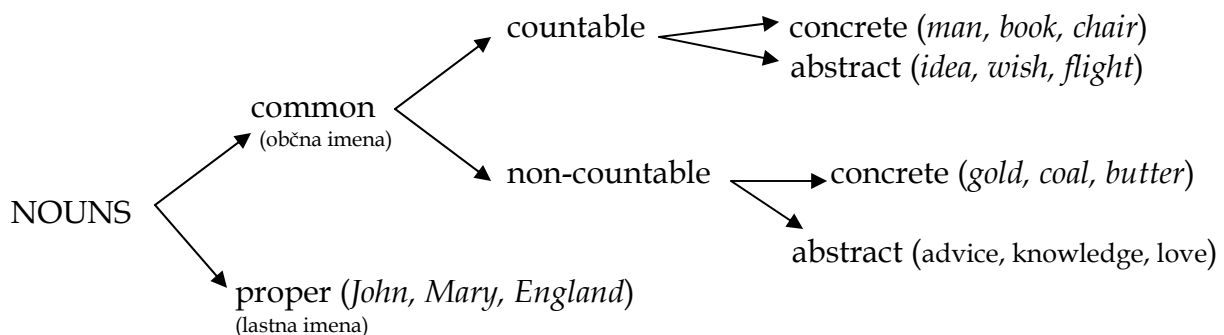 countable
concrete (man, book, chair)
abstract (idea, wish, flight)
common
(občna imena)
non-countable
concrete (gold, coal, butter)
NOUNS
abstract (advice, knowledge, love)
proper (John, Mary, England)
(lastna imena)